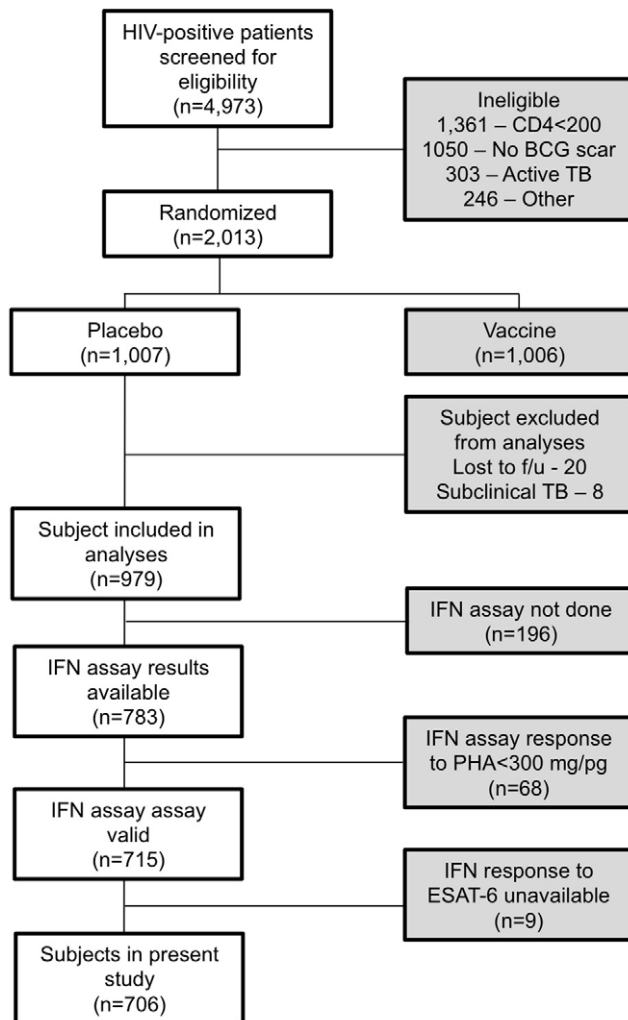 HIV-positive patients
screened for
eligibility
(n=4,973)
Ineligible
1,361 – CD4<200
1050 – No BCG scar
303 – Active TB
246 – Other
Randomized
(n=2,013)
Placebo
(n=1,007)
Vaccine
(n=1,006)
Subject excluded
from analyses
Lost to f/u - 20
Subclinical TB – 8
Subject included in
analyses
(n=979)
IFN assay not done
(n=196)
IFN assay results
available
(n=783)
IFN assay response
to PHA<300 mg/pg
(n=68)
IFN assay assay
valid
(n=715)
IFN response to
ESAT-6 unavailable
(n=9)
Subjects in present
study
(n=706)